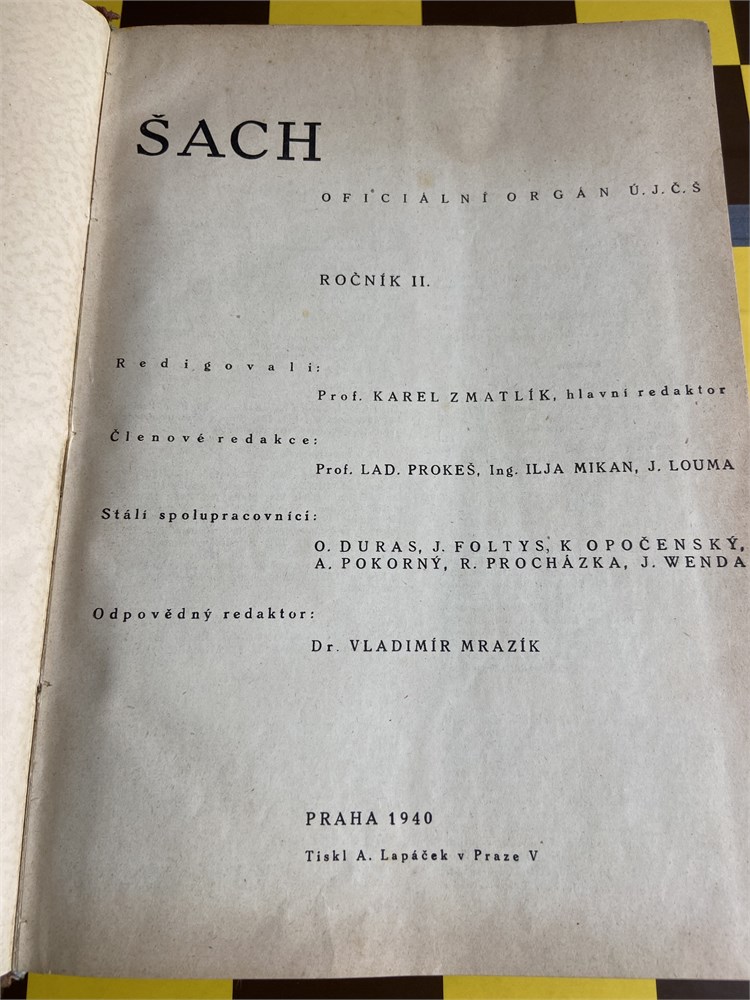 ŠACH
OFICIÁLNÍ ORGÁN Ú.J.Č.Š
ROČNÍK II.
Redigovali:
Prof. KAREL ZMATLÍK, hlavní redaktor
Členové redakce:
Prof. LAD. PROKEŠ, Ing. ILJA MIKAN, J. LOUMA
Stálí spolupracovníci:
O. DURAS, J. FOLTYS, K OPOČENSKÝ,
A. POKORNÝ, R. PROCHÁZKA, J. WENDA
Odpovědný redaktor:
Dr. VLADIMÍR MRAZÍK
PRAHA 1940
Tiskl A. Lapáček v Praze V